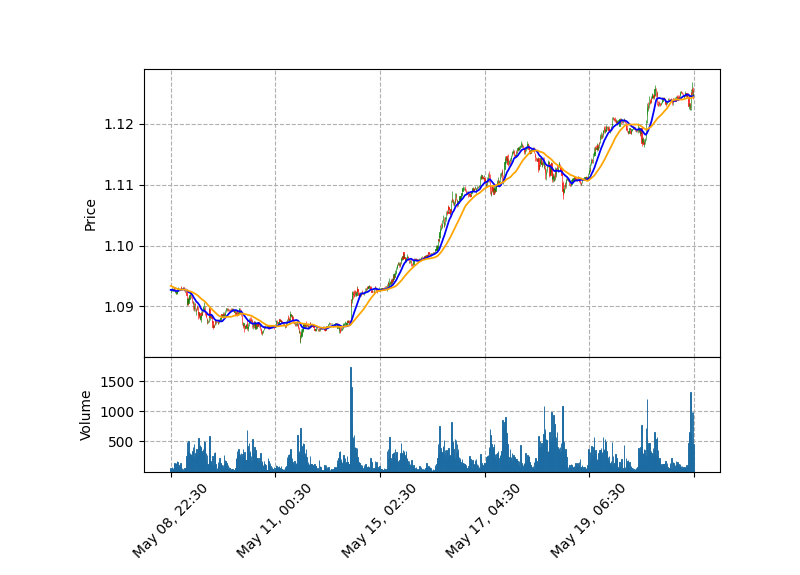 1.12
1.11
1.10
1.09
Price
1500
1000
500
Volume
May 08, 22:30
May 11, 00:30
May 15, 02:30
May 17, 04:30
May 19, 06:30